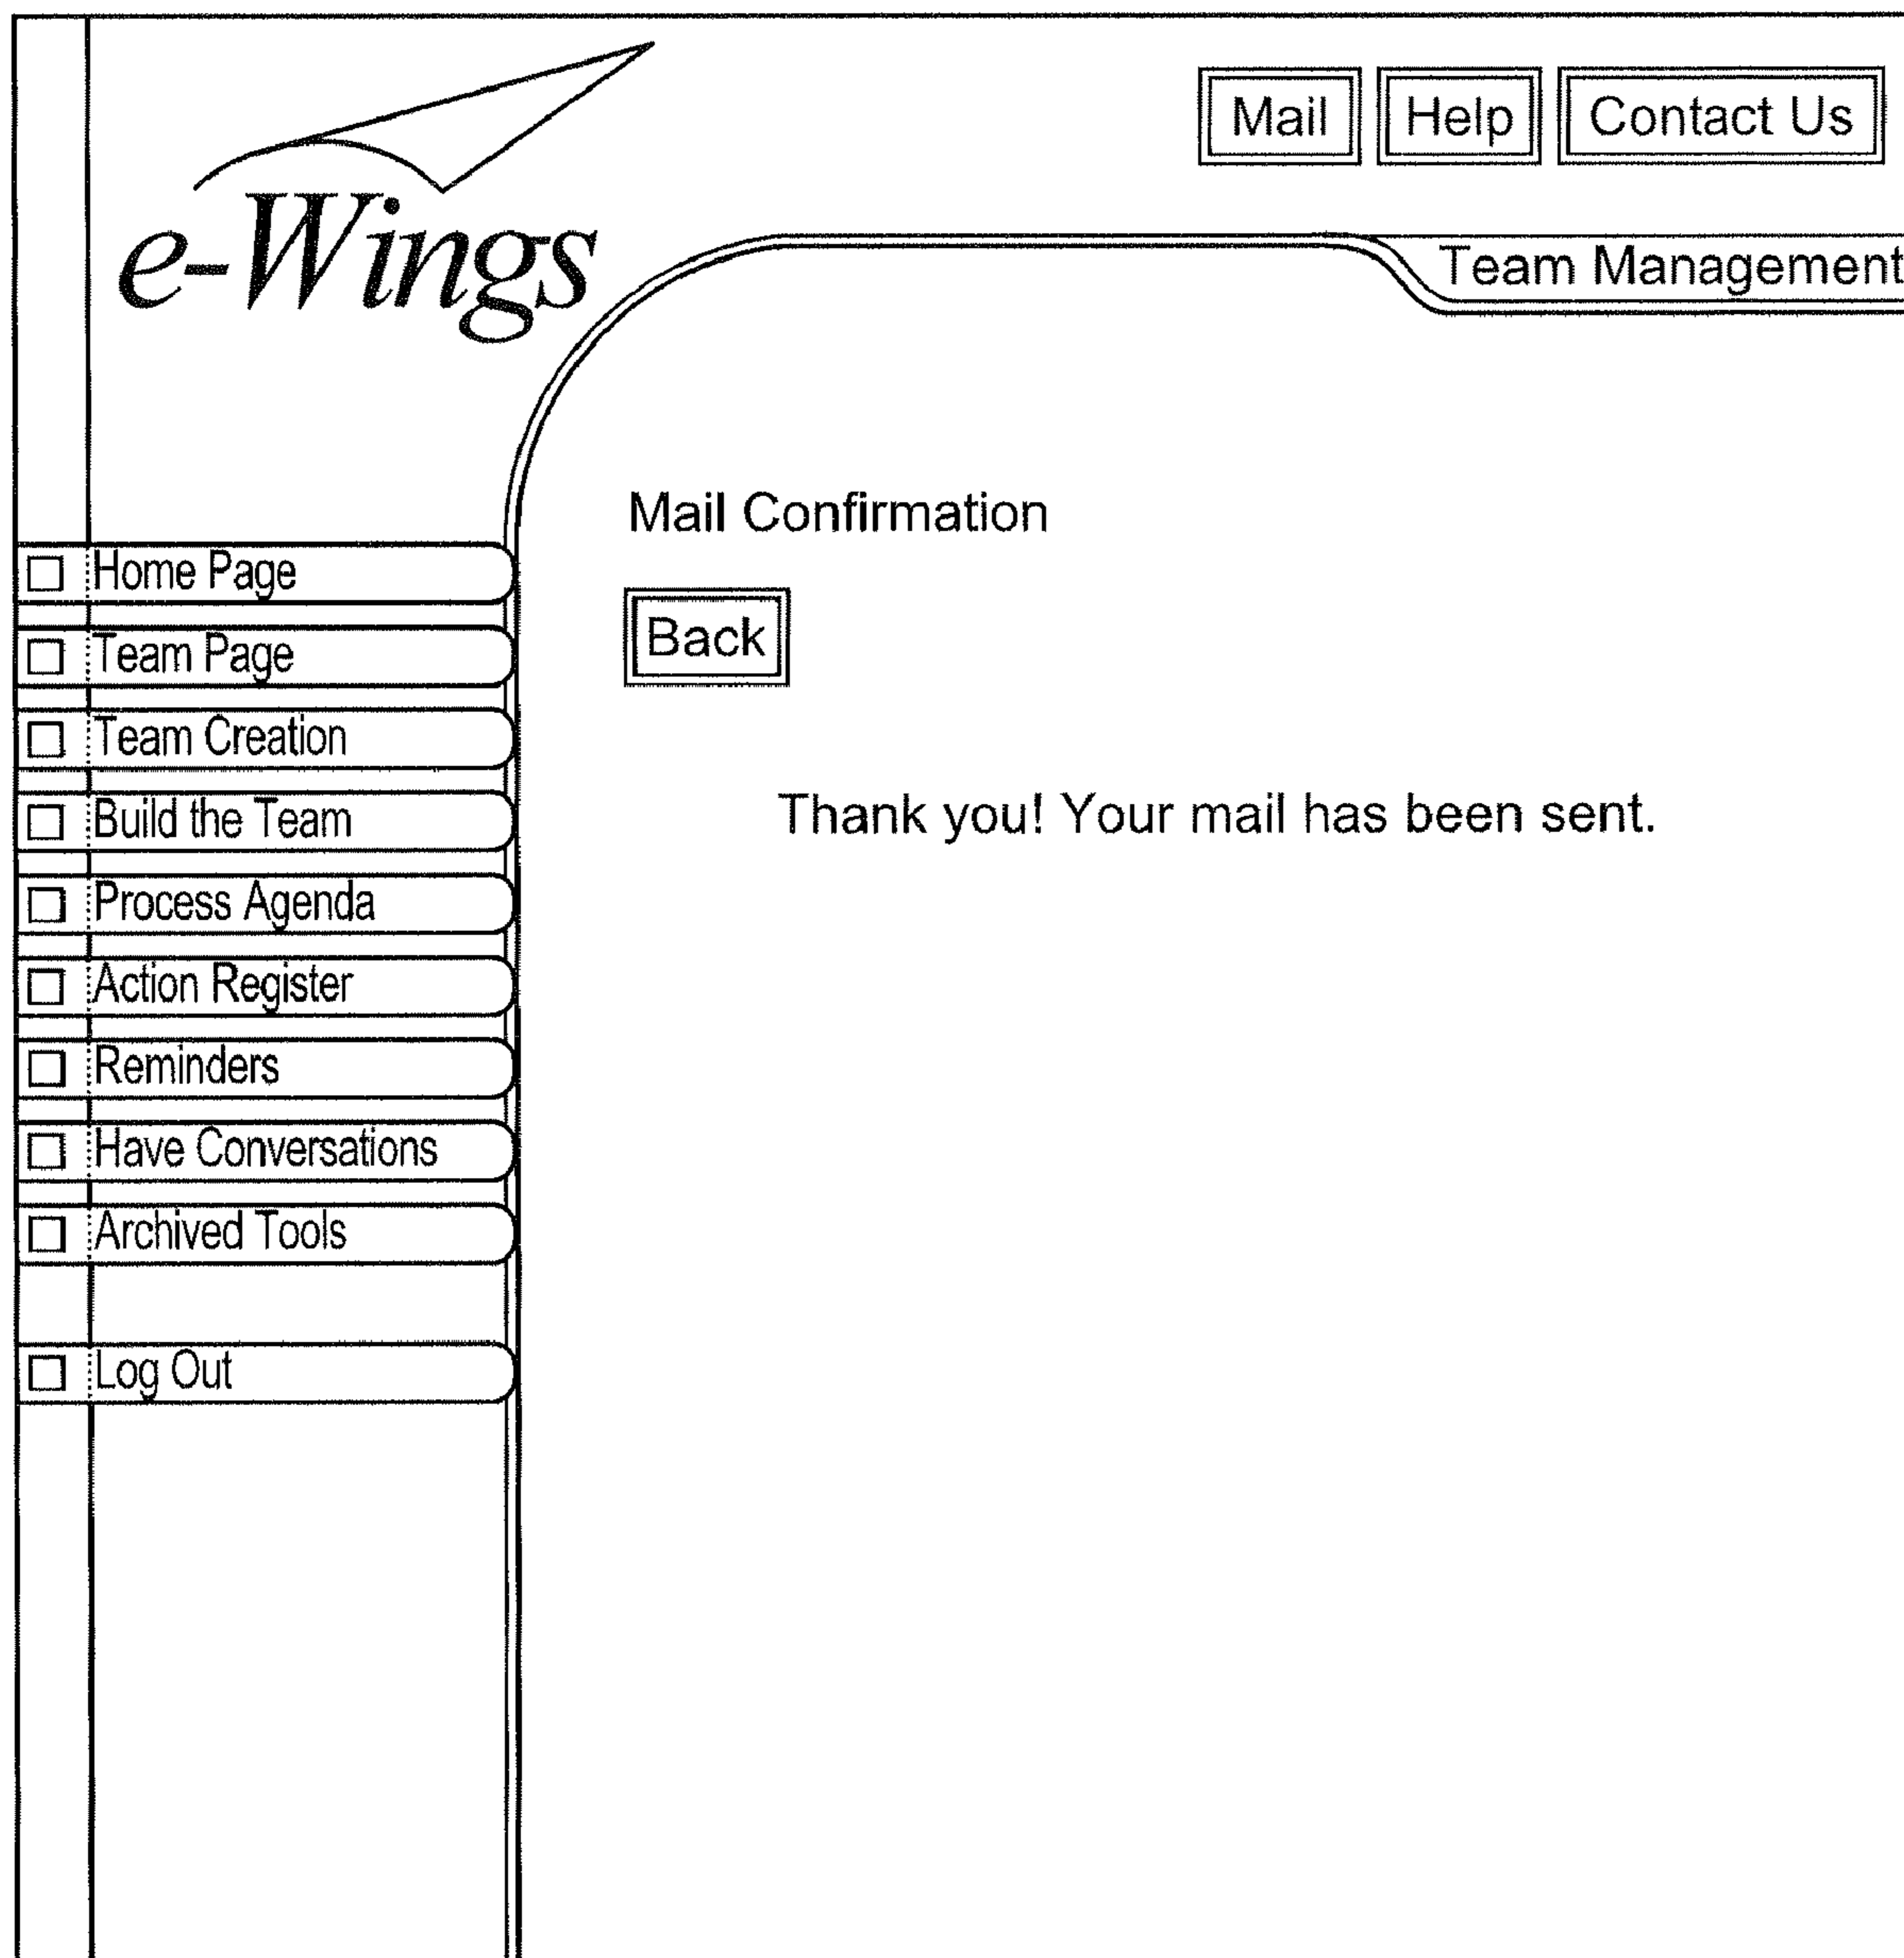 Mail Help Contact Us
e-Wings
Team Management
Mail Confirmation
Back
Thank you! Your mail has been sent.
Home Page
Team Page
Team Creation
Build the Team
Process Agenda
Action Register
Reminders
Have Conversations
Archived Tools
Log Out